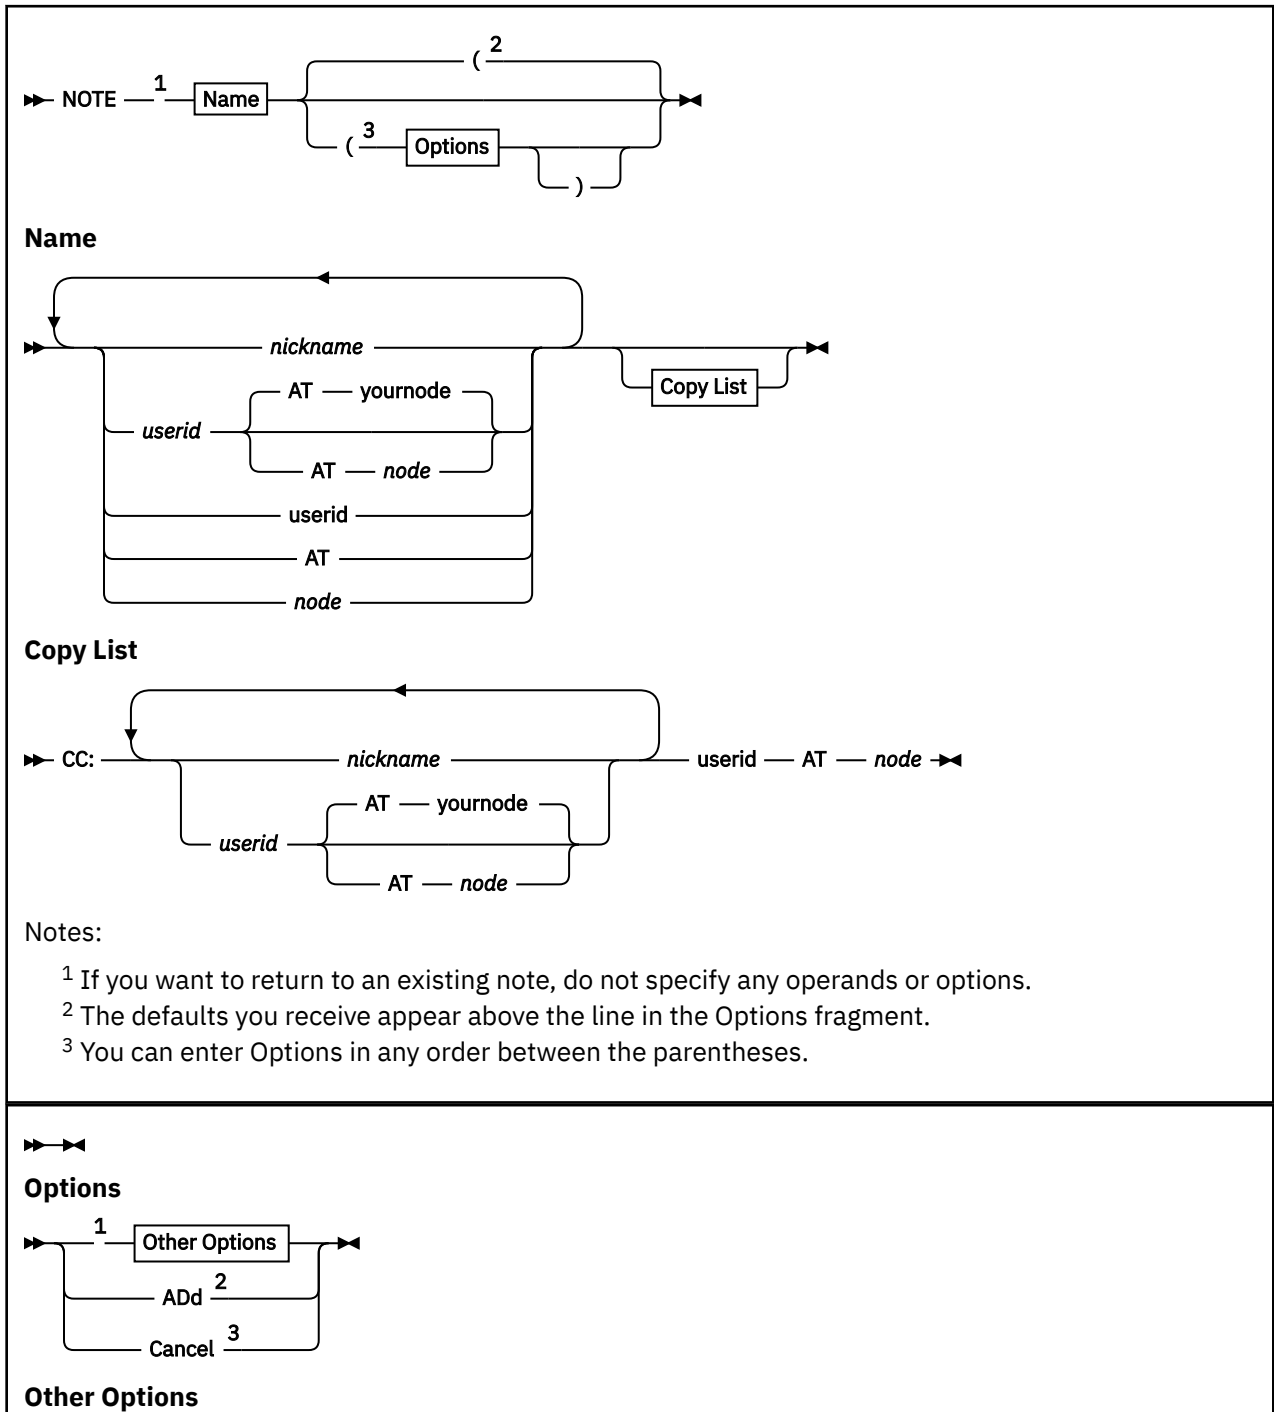 ( 2
NOTE 1 Name
( 3 Options
)
Name
nickname
Copy List
AT yournode
userid
AT node
userid
AT
node
Copy List
CC: nickname userid AT node
AT yournode
userid
AT node
Notes:
1 If you want to return to an existing note, do not specify any operands or options.
2 The defaults you receive appear above the line in the Options fragment.
3 You can enter Options in any order between the parentheses.
Options
1 Other Options
ADd 2
Cancel 3
Other Options